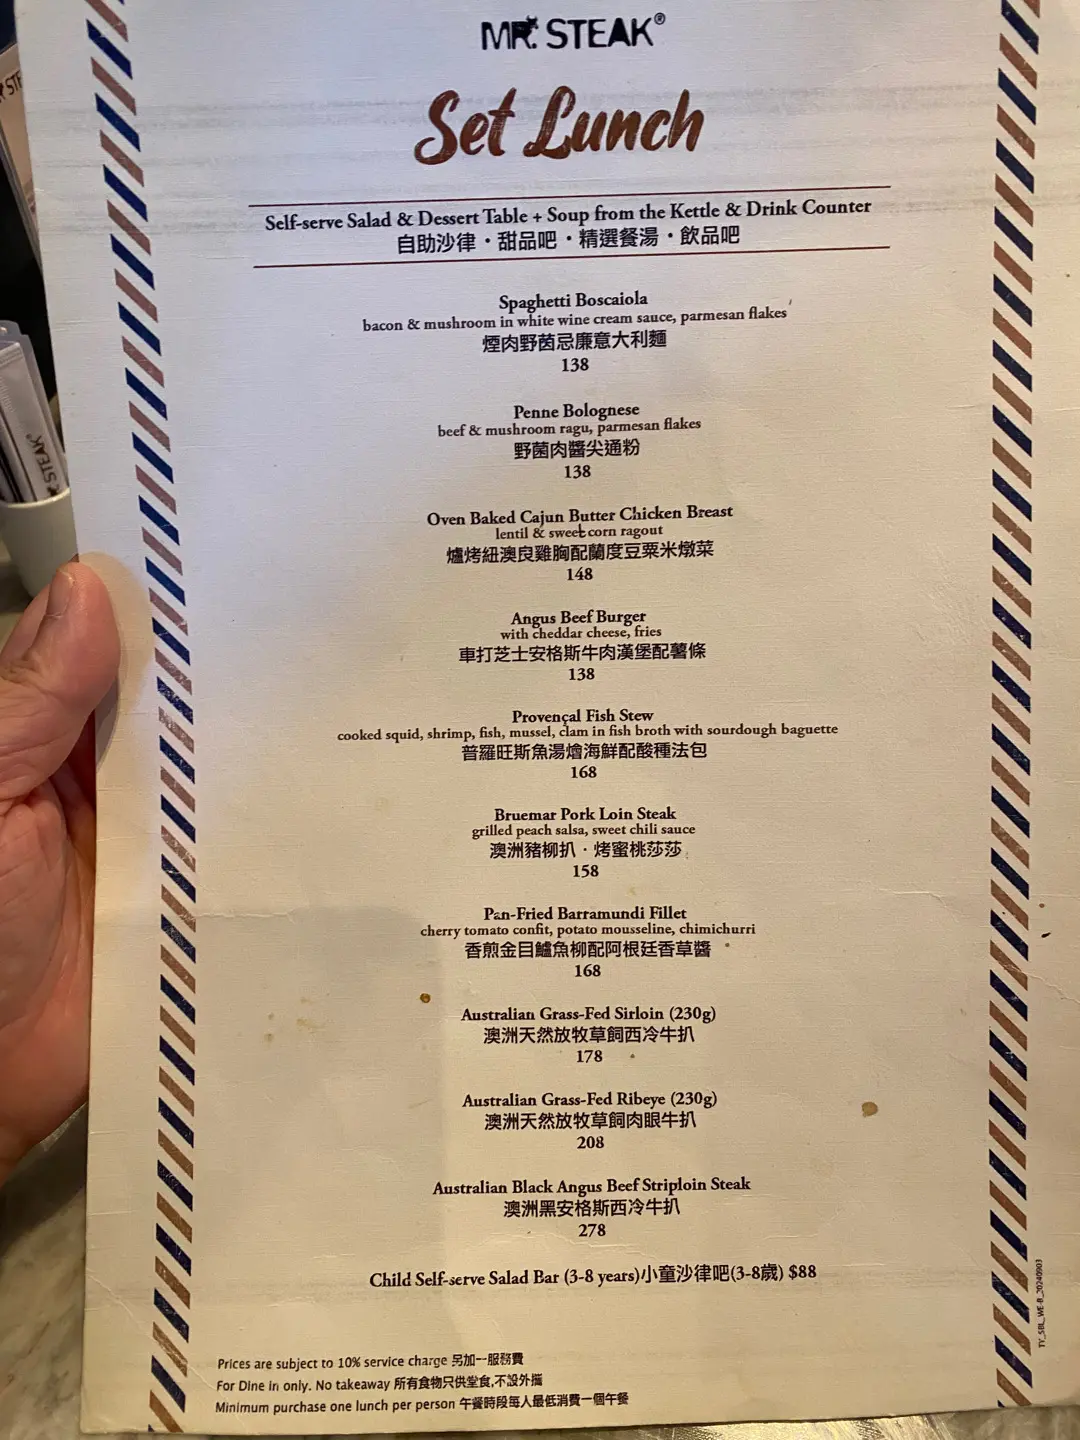 MR. STEAK®
Set Lunch
Self-serve Salad & Dessert Table + Soup from the Kettle & Drink Counter
自助沙律・甜品吧・精選餐湯・飲品吧
Spaghetti Boscaiola
bacon & mushroom in white wine cream sauce, parmesan flakes
煙肉野茵忌廉意大利麵
138
Penne Bolognese
beef & mushroom ragu, parmesan flakes
野菌肉醬尖通粉
138
Oven Baked Cajun Butter Chicken Breast
lentil & sweet corn ragout
爐烤紐澳良雞胸配蘭度豆粟米燉菜
148
Angus Beef Burger
with cheddar cheese, fries
車打芝士安格斯牛肉漢堡配薯條
138
Provençal Fish Stew
cooked squid, shrimp, fish, mussel, clam in fish broth with sourdough baguette
普羅旺斯魚湯燴海鮮配酸種法包
168
Bruemar Pork Loin Steak
grilled peach salsa, sweet chili sauce
澳洲豬柳扒・烤蜜桃莎莎
158
Pan-Fried Barramundi Fillet
cherry tomato confit, potato mousseline, chimichurri
香煎金目鱸魚柳配阿根廷香草醬
168
Australian Grass-Fed Sirloin (230g)
澳洲天然放牧草飼西冷牛扒
178
Australian Grass-Fed Ribeye (230g)
澳洲天然放牧草飼肉眼牛扒
208
Australian Black Angus Beef Striploin Steak
澳洲黑安格斯西冷牛扒
278
Child Self-serve Salad Bar (3-8 years)小童沙律吧(3-8歲) $88
Prices are subject to 10% service charge 另加一服務費
For Dine in only. No takeaway 所有食物只供堂食,不設外攜
Minimum purchase one lunch per person 午餐時段每人最低消費一個午餐
TY_SBL_WE-B_20240903
STEAK®